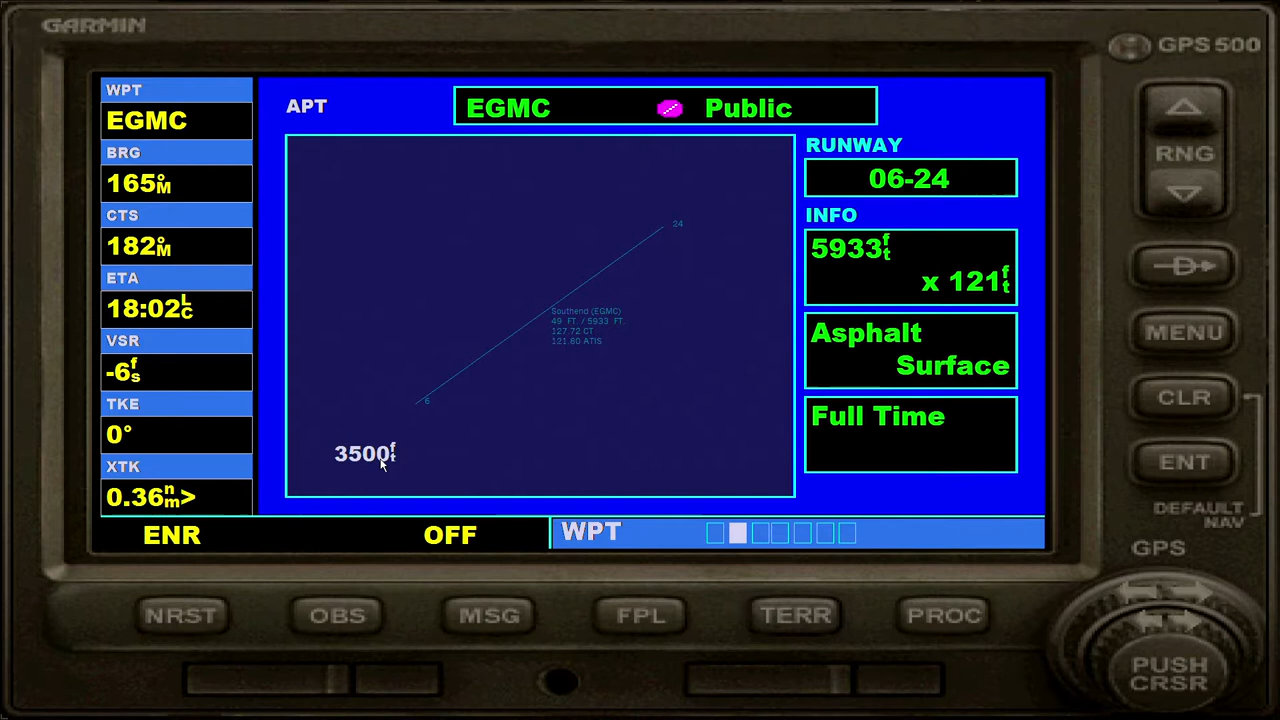 GARMIN
GPS 500
WPT
EGMC
BRG
165°M
CTS
182°M
ETA
18:02LC
VSR
-6fs
TKE
0°
XTK
0.36nm>
APT
EGMC Public
24
Southend (EGMC)
49 FT. / 5933 FT.
127.72 CT
121.80 ATIS
6
3500ft
RUNWAY
06-24
INFO
5933ft
x 121ft
Asphalt
Surface
Full Time
ENR OFF WPT
RNG
D
MENU
CLR
ENT
DEFAULT
NAV
GPS
PUSH
CRSR
NRST OBS MSG FPL TERR PROC